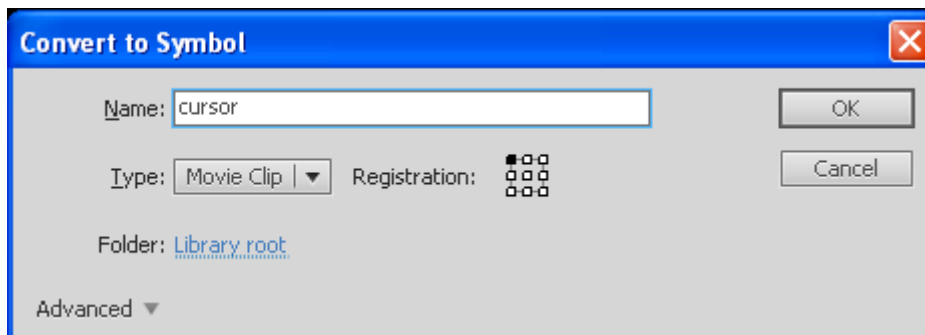 Convert to Symbol
Name: cursor
OK
Type: Movie Clip Registration:
Cancel
Folder: Library root
Advanced